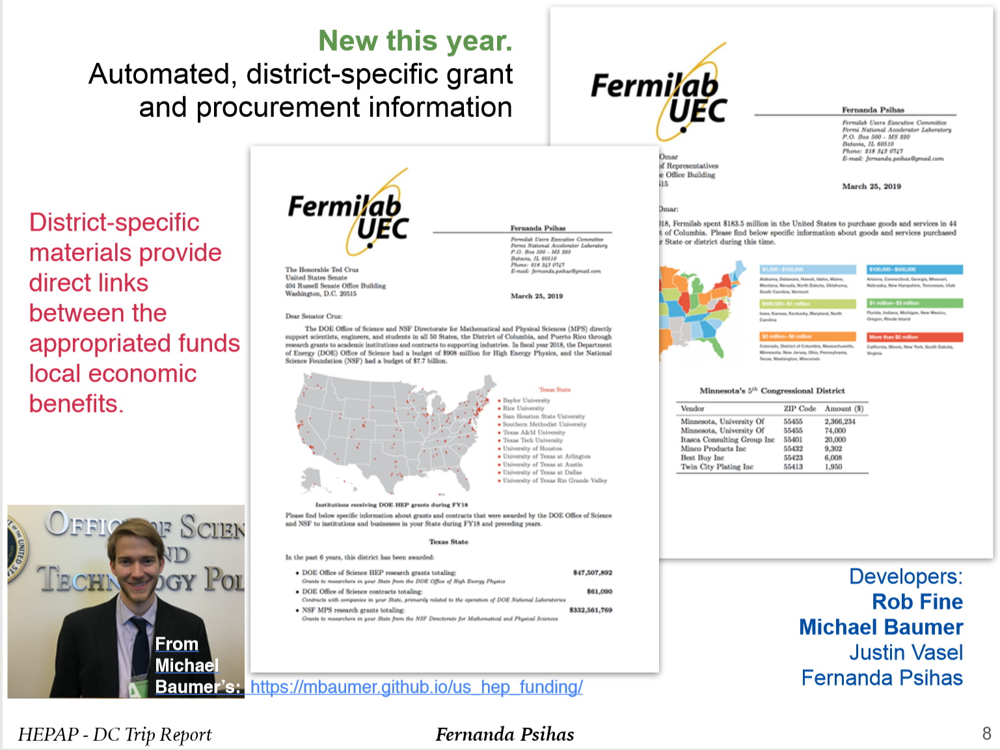 New this year.
Automated, district-specific grant
and procurement information
District-specific
materials provide
direct links
between the
appropriated funds
local economic
benefits.
Fermilab
UEC
Fernanda Psihas
Fermilab Users Executive Committee
Fermi National Accelerator Laboratory
P.O. Box 500 - MS 220
Batavia, IL 60510
Phone: 218 343 0747
E-mail: fernanda.psihas@gmail.com
The Honorable Ted Cruz
United States Senate
404 Russell Senate Office Building
Washington, D.C. 20515
March 25, 2019
Dear Senator Cruz:
The DOE Office of Science and NSF Directorate for Mathematical and Physical Sciences (MPS) directly
support scientists, engineers, and students in all 50 States, the District of Columbia, and Puerto Rico through
research grants to academic institutions and contracts to supporting industries. In fiscal year 2018, the Department
of Energy (DOE) Office of Science had a budget of $908 million for High Energy Physics, and the National
Science Foundation (NSF) had a budget of $7.7 billion.
Texas State
• Baylor University
• Rice University
• Sam Houston State University
• Southern Methodist University
• Texas A&M University
• Texas Tech University
• University of Houston
• University of Texas at Arlington
• University of Texas at Austin
• University of Texas at Dallas
• University of Texas Rio Grande Valley
Institutions receiving DOE HEP grants during FY18
Please find below specific information about grants and contracts that were awarded by the DOE Office of Science
and NSF to institutions and businesses in your State during FY18 and preceding years.
Texas State
In the past 6 years, this district has been awarded:
• DOE Office of Science HEP research grants totaling: $47,507,892
Grants to researchers in your State from the DOE Office of High Energy Physics
• DOE Office of Science contracts totaling: $61,090
Contracts with companies in your State, primarily related to the operation of DOE National Laboratories
• NSF MPS research grants totaling: $332,561,769
Grants to researchers in your State from the NSF Directorate for Mathematical and Physical Sciences
Fermilab
UEC
Fernanda Psihas
Fermilab Users Executive Committee
Fermi National Accelerator Laboratory
P.O. Box 500 - MS 220
Batavia, IL 60510
Phone: 218 343 0747
E-mail: fernanda.psihas@gmail.com
Omar
of Representatives
e Office Building
515
March 25, 2019
Omar:
018, Fermilab spent $183.5 million in the United States to purchase goods and services in 44
t of Columbia. Please find below specific information about goods and services purchased
r State or district during this time.
$1,000–$100,000
Alabama, Delaware, Hawaii, Idaho, Maine,
Montana, Nevada, North Dakota, Oklahoma,
South Carolina, Vermont
$100,000–$500,000
Arizona, Connecticut, Georgia, Missouri,
Nebraska, New Hampshire, Tennessee, Utah
$500,000–$1 million
Iowa, Kansas, Kentucky, Maryland, North
Carolina
$1 million–$3 million
Florida, Indiana, Michigan, New Mexico,
Oregon, Rhode Island
$3 million–$5 million
Colorado, District of Columbia, Massachusetts,
Minnesota, New Jersey, Ohio, Pennsylvania,
Texas, Washington, Wisconsin
More than $5 million
California, Illinois, New York, South Dakota,
Virginia
Minnesota's 5th Congressional District
Vendor ZIP Code Amount ($)
Minnesota, University Of 55455 2,366,234
Minnesota, University Of 55455 74,000
Itasca Consulting Group Inc 55401 20,000
Minco Products Inc 55432 9,302
Best Buy Inc 55423 6,008
Twin City Plating Inc 55413 1,950
OFFIC OF SCIEN
ND
TECHN OGY POL
OF THE UNITED STA
From
Michael
Baumer's: https://mbaumer.github.io/us_hep_funding/
Developers:
Rob Fine
Michael Baumer
Justin Vasel
Fernanda Psihas
HEPAP - DC Trip Report
Fernanda Psihas
8